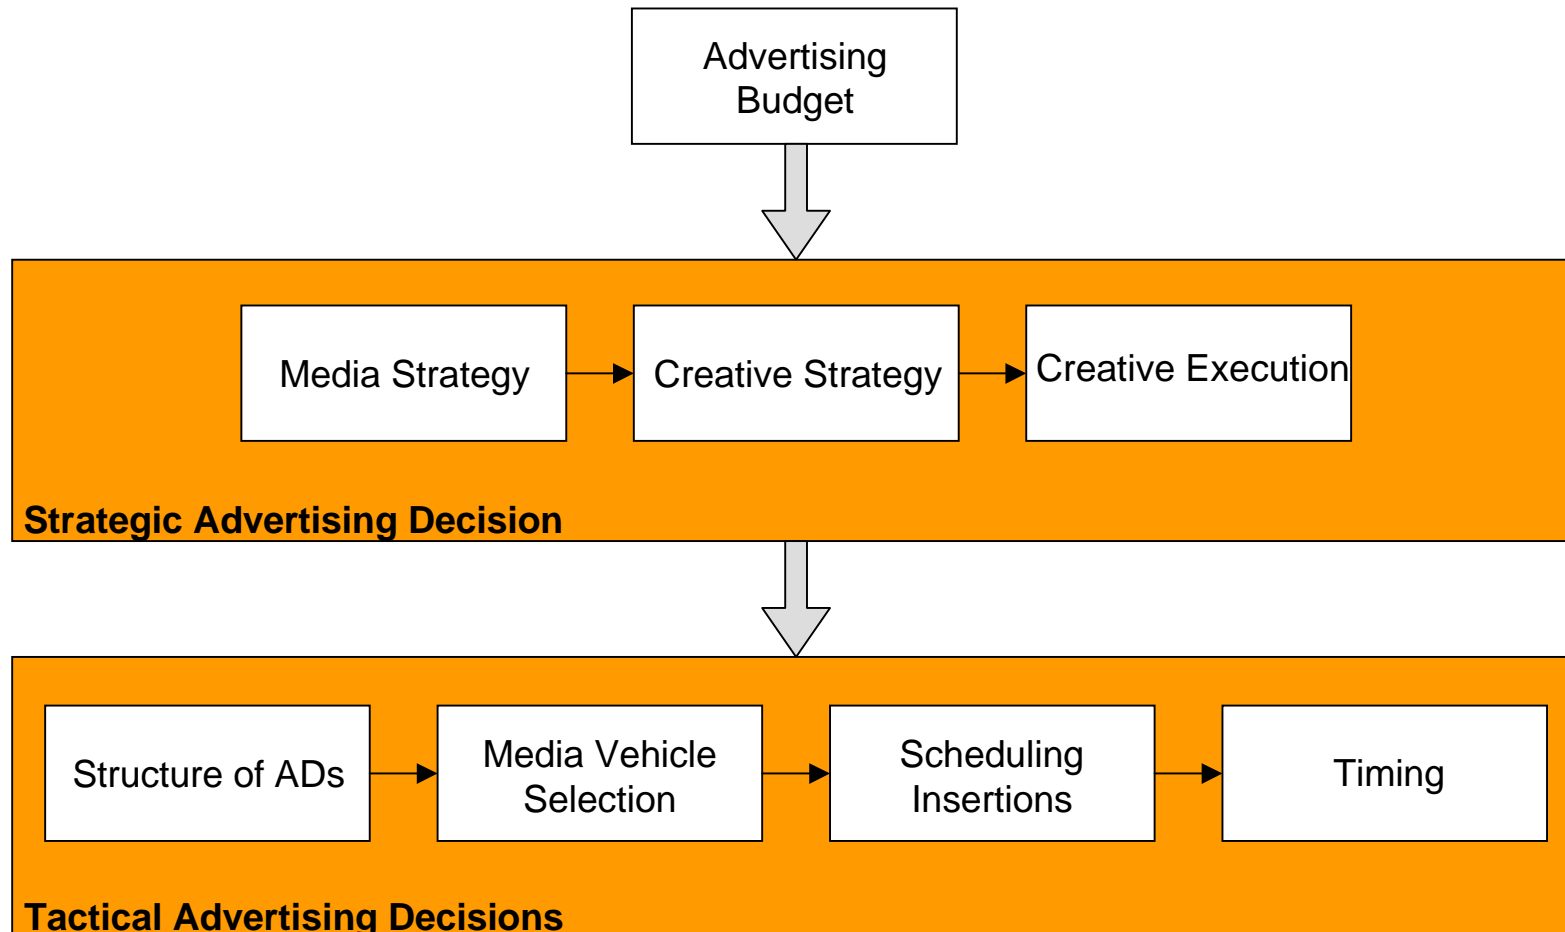 Advertising
Budget
Media Strategy
Creative Strategy
Creative Execution
Strategic Advertising Decision
Structure of ADs
Media Vehicle
Selection
Scheduling
Insertions
Timing
Tactical Advertising Decisions